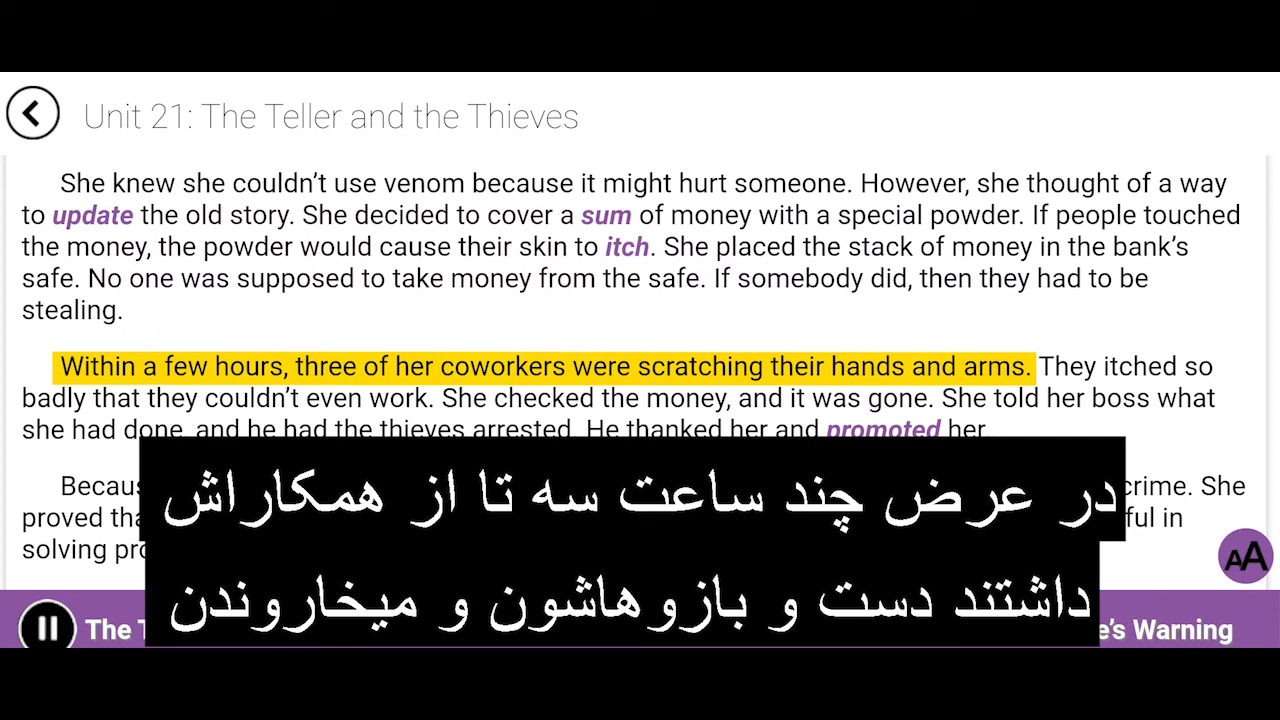 Unit 21: The Teller and the Thieves
She knew she couldn't use venom because it might hurt someone. However, she thought of a way
to update the old story. She decided to cover a sum of money with a special powder. If people touched
the money, the powder would cause their skin to itch. She placed the stack of money in the bank's
safe. No one was supposed to take money from the safe. If somebody did, then they had to be
stealing.
Within a few hours, three of her coworkers were scratching their hands and arms. They itched so
badly that they couldn't even work. She checked the money, and it was gone. She told her boss what
she had done, and he had the thieves arrested. He thanked her and promoted her
crime. She
proved
solving
در عرض چند ساعت سه تا از همکاراش
داشتند دست و بازوهاشون و میخاروندن
AA
The
Warning